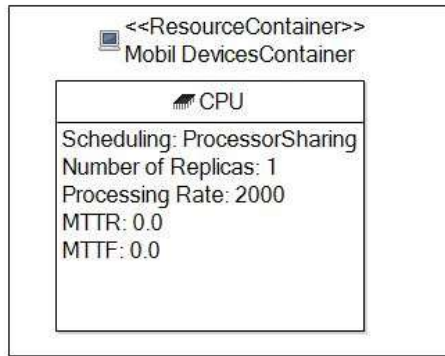 <<ResourceContainer>>
Mobil DevicesContainer
CPU
Scheduling: ProcessorSharing
Number of Replicas: 1
Processing Rate: 2000
MTTR: 0.0
MTTF: 0.0